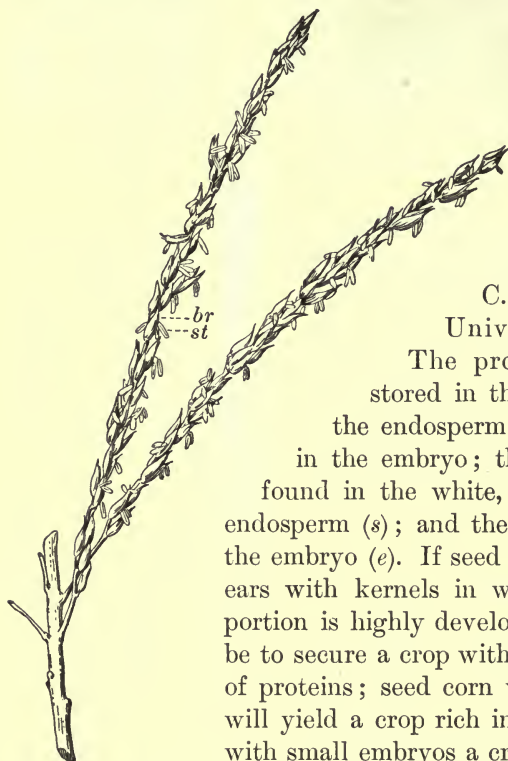 br
st
C.
Univ
The pro
stored in th
the endosperm
in the embryo; th
found in the white,
endosperm (s); and the
the embryo (e). If seed
ears with kernels in w
portion is highly develo
be to secure a crop with
of proteins; seed corn
will yield a crop rich in
with small embryos a cr